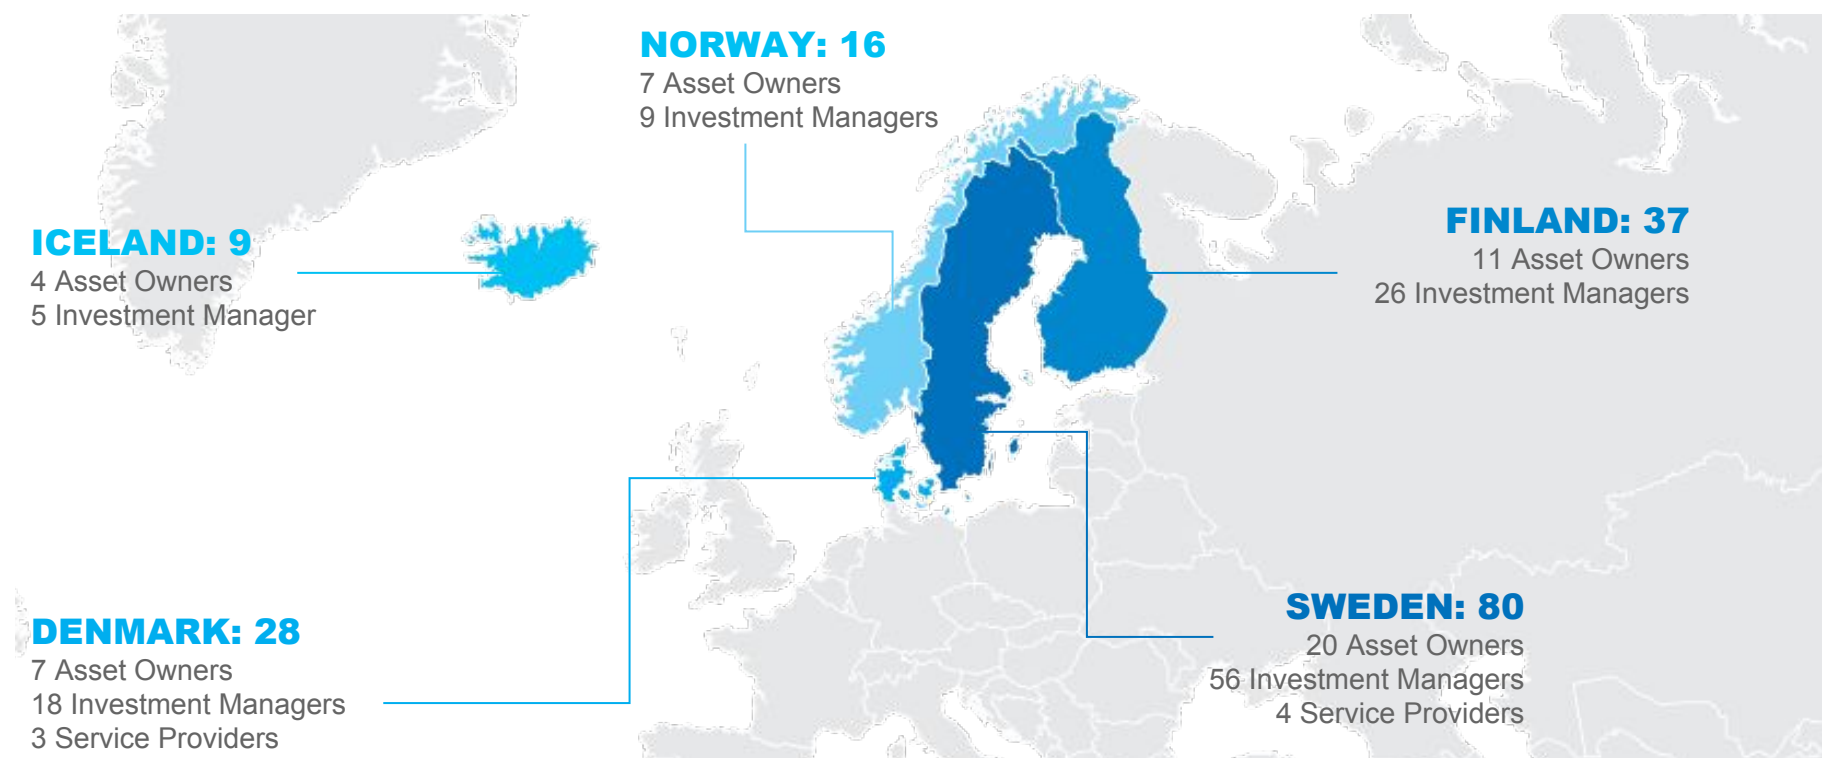 NORWAY: 16
7 Asset Owners
9 Investment Managers
ICELAND: 9
4 Asset Owners
5 Investment Manager
FINLAND: 37
11 Asset Owners
26 Investment Managers
DENMARK: 28
7 Asset Owners
18 Investment Managers
3 Service Providers
SWEDEN: 80
20 Asset Owners
56 Investment Managers
4 Service Providers